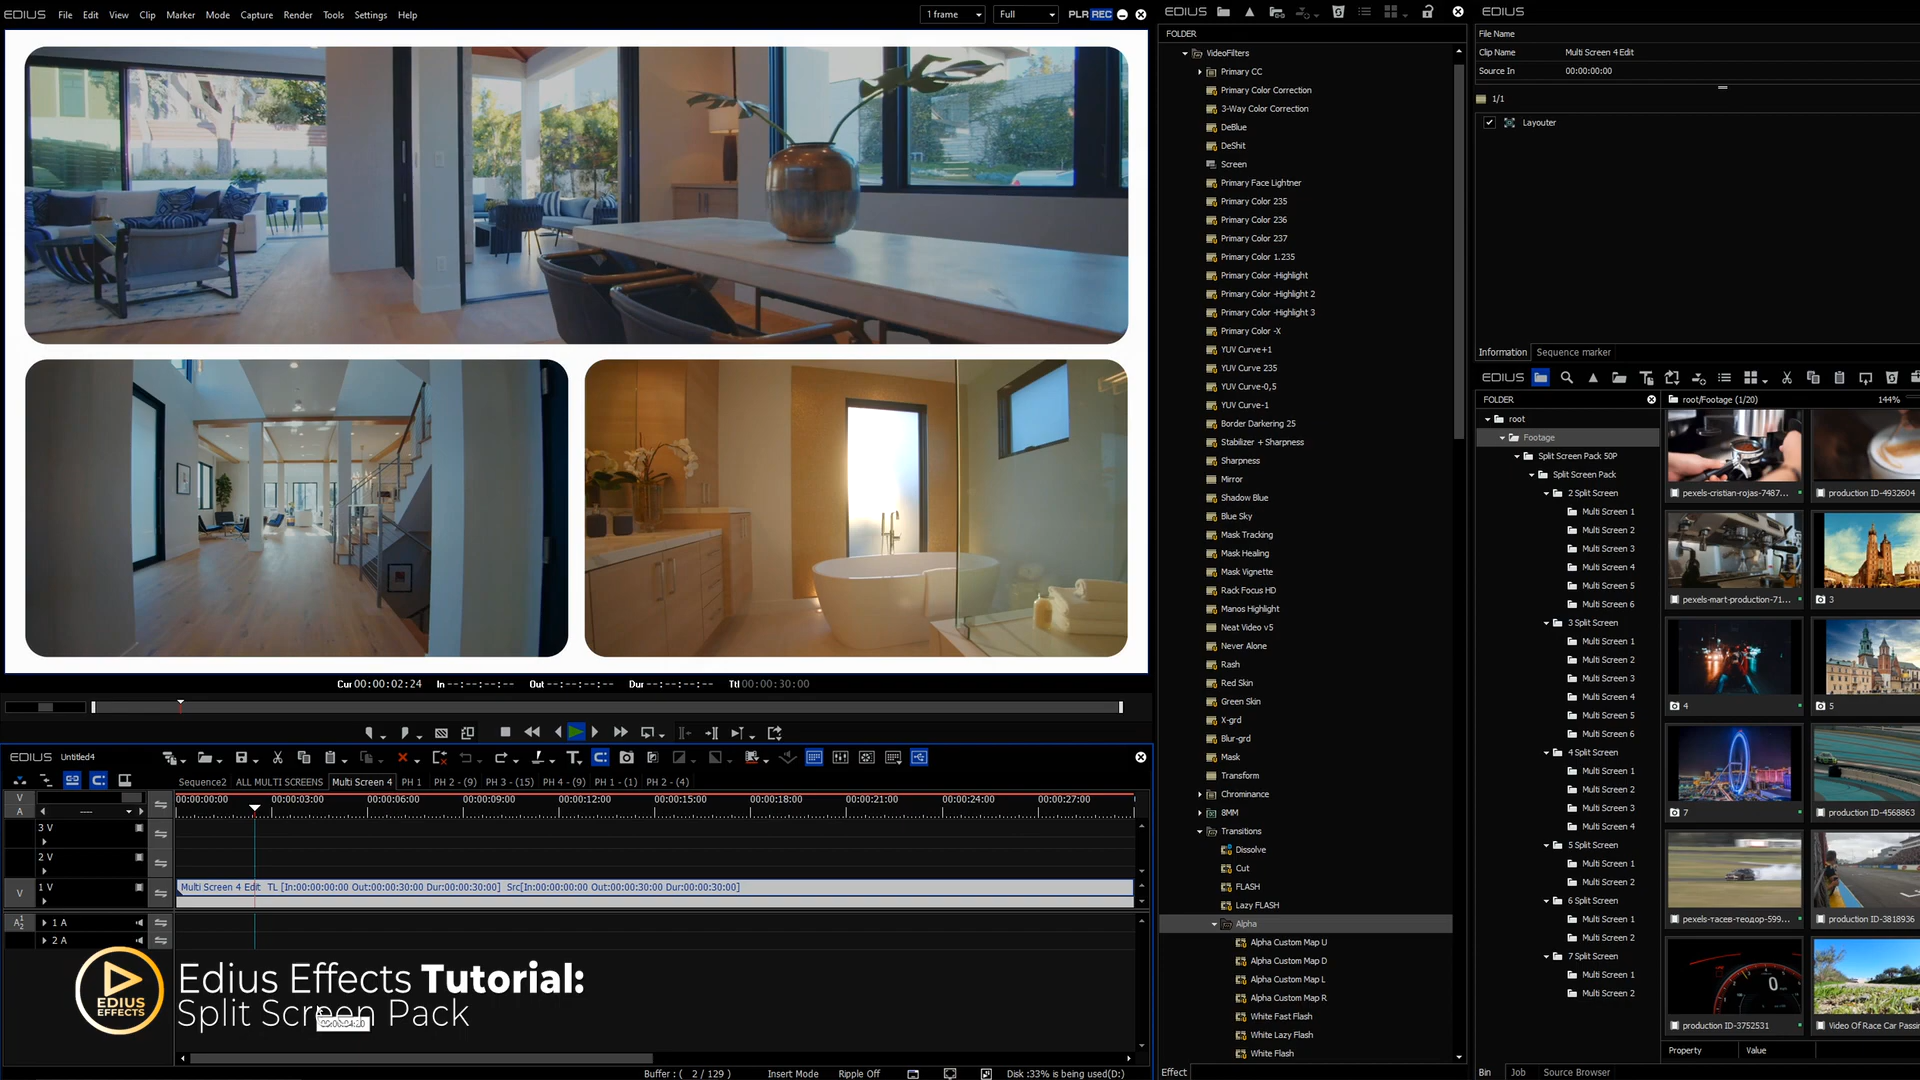 EDIUS File Edit View Clip Marker Mode Capture Render Tools Settings Help
1 frame Full PLR REC
Cur 00:00:02:24 In --:--:--:-- Out --:--:--:-- Dur --:--:--:-- Ttl 00:00:30:00
EDIUS Untitled4
Sequence2 ALL MULTI SCREENS Multi Screen 4 PH 1 PH 2 - (9) PH 3 - (15) PH 4 - (9) PH 1 - (1) PH 2 - (4)
V
A
00:00:00:00 00:00:03:00 00:00:06:00 00:00:09:00 00:00:12:00 00:00:15:00 00:00:18:00 00:00:21:00 00:00:24:00 00:00:27:00
3 V
2 V
V 1 V
Multi Screen 4 Edit TL [In:00:00:00:00 Out:00:00:30:00 Dur:00:00:30:00] Src[In:00:00:00:00 Out:00:00:30:00 Dur:00:00:30:00]
1 A
2 A
EDIUS
EFFECTS
Edius Effects Tutorial:
Split Screen Pack
Buffer : ( 2 / 129 ) Insert Mode Ripple Off Disk :33% is being used(D:)
EDIUS
FOLDER
VideoFilters
Primary CC
Primary Color Correction
3-Way Color Correction
DeBlue
DeShit
Screen
Primary Face Lightner
Primary Color 235
Primary Color 236
Primary Color 237
Primary Color 1.235
Primary Color -Highlight
Primary Color -Highlight 2
Primary Color -Highlight 3
Primary Color -X
YUV Curve+1
YUV Curve 235
YUV Curve-0,5
YUV Curve-1
Border Darkering 25
Stabilizer + Sharpness
Sharpness
Mirror
Shadow Blue
Blue Sky
Mask Tracking
Mask Healing
Mask Vignette
Rack Focus HD
Manos Highlight
Neat Video v5
Never Alone
Rash
Red Skin
Green Skin
X-grd
Blur-grd
Mask
Transform
Chrominance
8MM
Transitions
Dissolve
Cut
FLASH
Lazy FLASH
Alpha
Alpha Custom Map U
Alpha Custom Map D
Alpha Custom Map L
Alpha Custom Map R
White Fast Flash
White Lazy Flash
White Flash
Effect
EDIUS
File Name
Clip Name Multi Screen 4 Edit
Source In 00:00:00:00
1/1
Layouter
Information Sequence marker
EDIUS
FOLDER
root/Footage (1/20) 144%
root
Footage
Split Screen Pack 50P
Split Screen Pack
2 Split Screen
Multi Screen 1
Multi Screen 2
Multi Screen 3
Multi Screen 4
Multi Screen 5
Multi Screen 6
3 Split Screen
Multi Screen 1
Multi Screen 2
Multi Screen 3
Multi Screen 4
Multi Screen 5
Multi Screen 6
4 Split Screen
Multi Screen 1
Multi Screen 2
Multi Screen 3
Multi Screen 4
5 Split Screen
Multi Screen 1
Multi Screen 2
6 Split Screen
Multi Screen 1
Multi Screen 2
7 Split Screen
Multi Screen 1
Multi Screen 2
pexels-cristian-rojas-7487... production ID-4932604
pexels-mart-production-71... 3
4 5
7 production ID-4568863
pexels-тасев-теодор-599... production ID-3818936
production ID-3752531 Video Of Race Car Passi
Property Value
Bin Job Source Browser